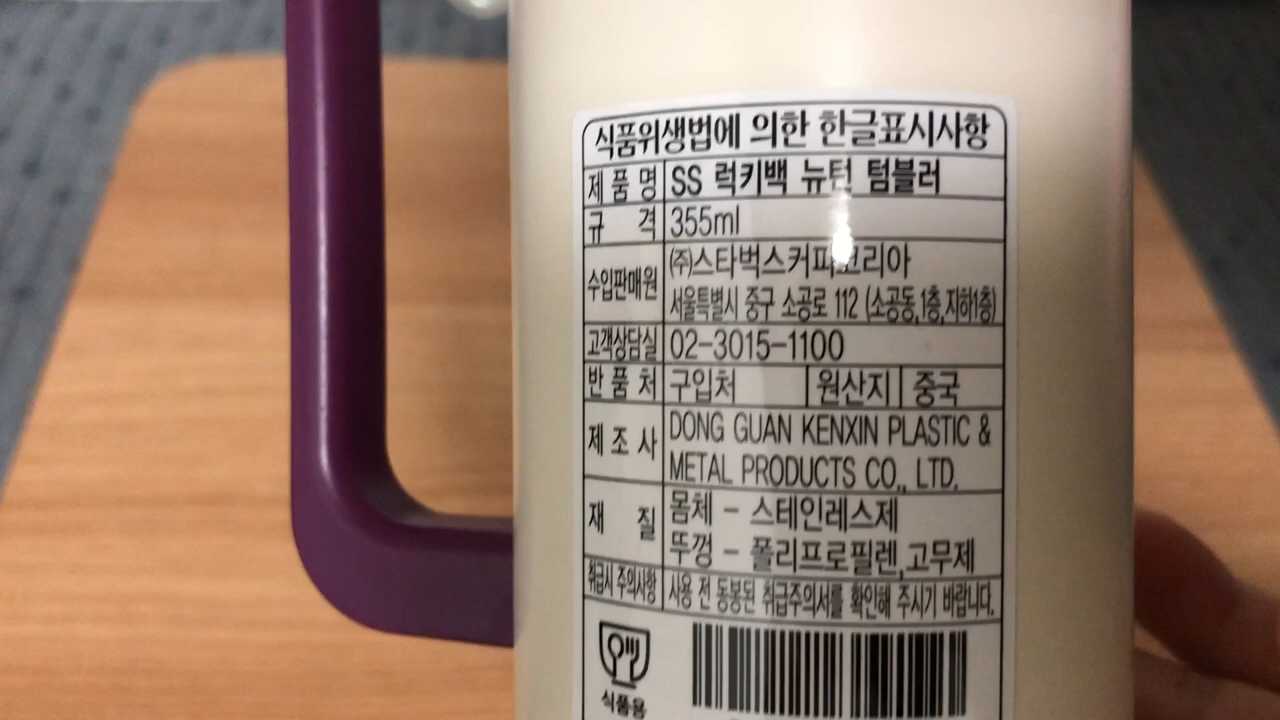 식품위생법에 의한 한글표시사항
제 품 명 SS 럭키백 뉴턴 텀블러
규 격 355ml
수입판매원 (주)스타벅스커피코리아
서울특별시 중구 소공로 112 (소공동,1층,지하1층)
고객상담실 02-3015-1100
반 품 처 구입처 원산지 중국
제 조 사 DONG GUAN KENXIN PLASTIC &
METAL PRODUCTS CO., LTD.
재 질 몸체 - 스테인레스제
뚜껑 - 폴리프로필렌,고무제
취급시 주의사항 사용 전 동봉된 취급주의서를 확인해 주시기 바랍니다.
식품용